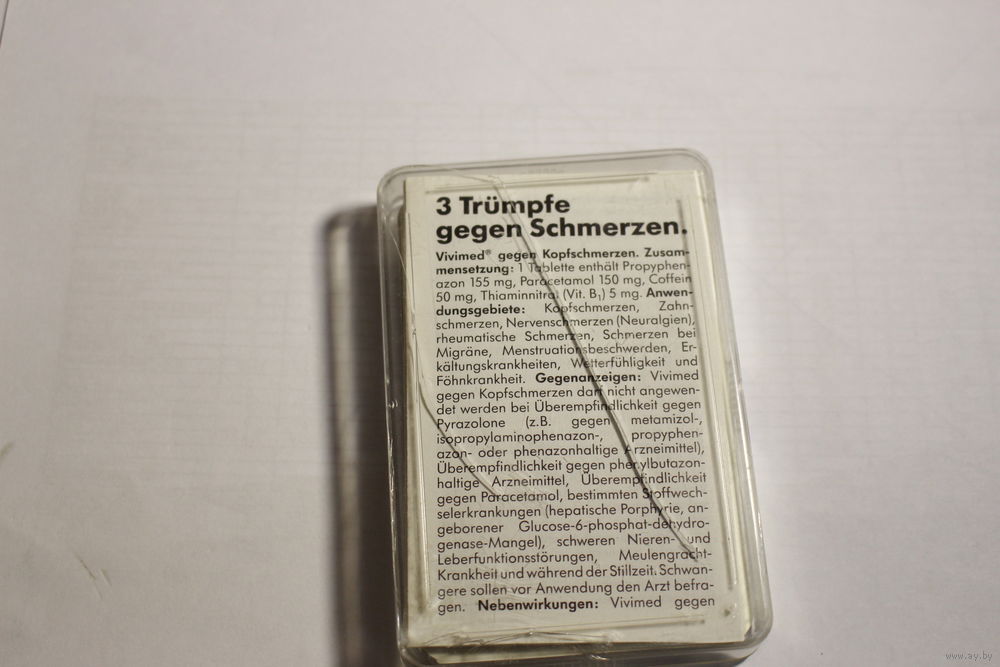 3 Trümpfe
gegen Schmerzen.
Vivimed® gegen Kopfschmerzen. Zusam-
mensetzung: 1 Tablette enthält Propyphen-
azon 155 mg, Paracetamol 150 mg, Coffein
50 mg, Thiaminnitrat (Vit. B₁) 5 mg. Anwen-
dungsgebiete: Kopfschmerzen, Zahn-
schmerzen, Nervenschmerzen (Neuralgien),
rheumatische Schmerzen, Schmerzen bei
Migräne, Menstruationsbeschwerden, Er-
kältungskrankheiten, Wetterfühligkeit und
Föhnkrankheit. Gegenanzeigen: Vivimed
gegen Kopfschmerzen darf nicht angewen-
det werden bei Überempfindlichkeit gegen
Pyrazolone (z.B. gegen metamizol-,
isopropylaminophenazon-, propyphen-
azon- oder phenazonhaltige Arzneimittel),
Überempfindlichkeit gegen phenylbutazon-
haltige Arzneimittel, Überempfindlichkeit
gegen Paracetamol, bestimmten Stoffwech-
selerkrankungen (hepatische Porphyrie, an-
geborener Glucose-6-phosphat-dehydro-
genase-Mangel), schweren Nieren- und
Leberfunktionsstörungen, Meulengracht-
Krankheit und während der Stillzeit. Schwan-
gere sollen vor Anwendung den Arzt befra-
gen. Nebenwirkungen: Vivimed gegen
www.ay.by